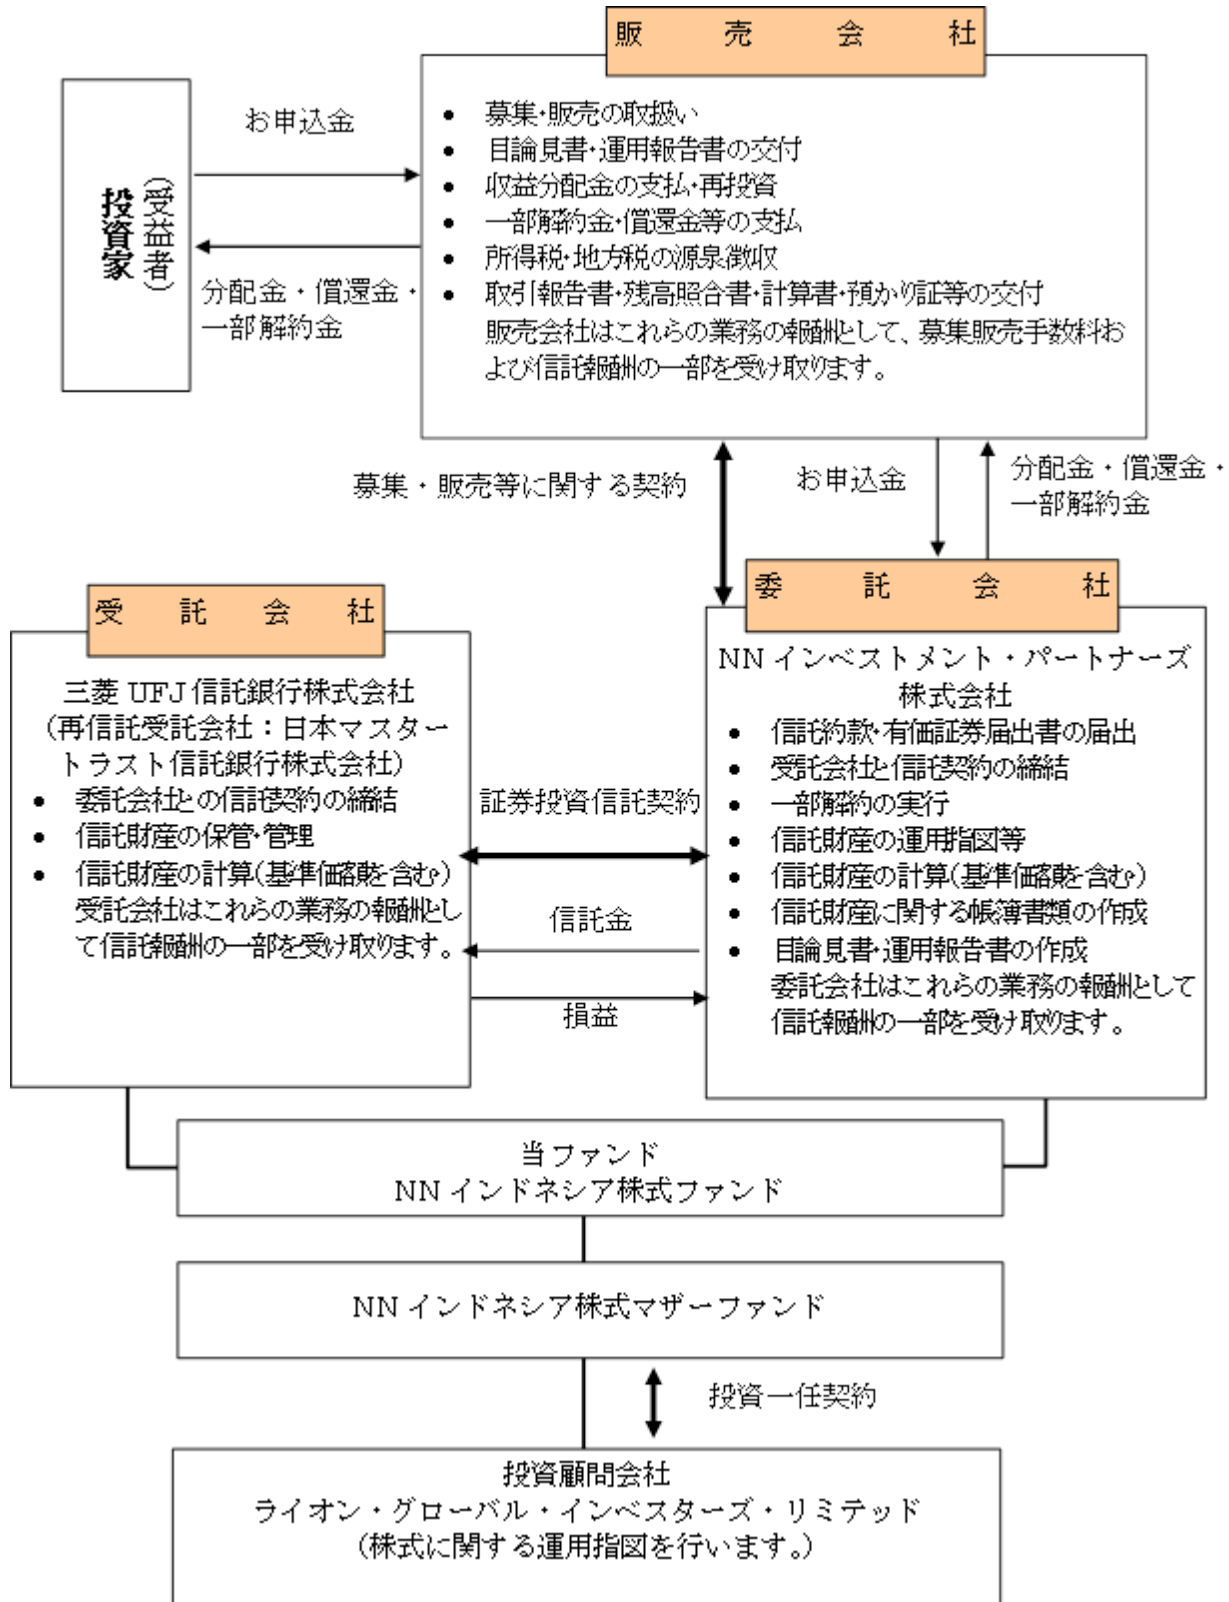 販売会社
お申込金
投資家
(受益者)
分配金・償還金・
一部解約金
● 募集・販売の取扱い
● 目論見書・運用報告書の交付
● 収益分配金の支払・再投資
● 一部解約金・償還金等の支払
● 所得税・地方税の源泉徴収
● 取引報告書・残高照合書・計算書・預かり証等の交付
販売会社はこれらの業務の報酬として、募集販売手数料お
よび信託報酬の一部を受け取ります。
募集・販売等に関する契約
お申込金
分配金・償還金・
一部解約金
受託会社
三菱 UFJ 信託銀行株式会社
(再信託受託会社：日本マスター
トラスト信託銀行株式会社)
● 委託会社との信託契約の締結
● 信託財産の保管・管理
● 信託財産の計算(基準価額を含む)
受託会社はこれらの業務の報酬とし
て信託報酬の一部を受け取ります。
証券投資信託契約
信託金
損益
委託会社
NN インベストメント・パートナーズ
株式会社
● 信託約款・有価証券届出書の届出
● 受託会社と信託契約の締結
● 一部解約の実行
● 信託財産の運用指図等
● 信託財産の計算(基準価額を含む)
● 信託財産に関する帳簿書類の作成
● 目論見書・運用報告書の作成
委託会社はこれらの業務の報酬として
信託報酬の一部を受け取ります。
当ファンド
NN インドネシア株式ファンド
NN インドネシア株式マザーファンド
投資一任契約
投資顧問会社
ライオン・グローバル・インベスターズ・リミテッド
(株式に関する運用指図を行います。)